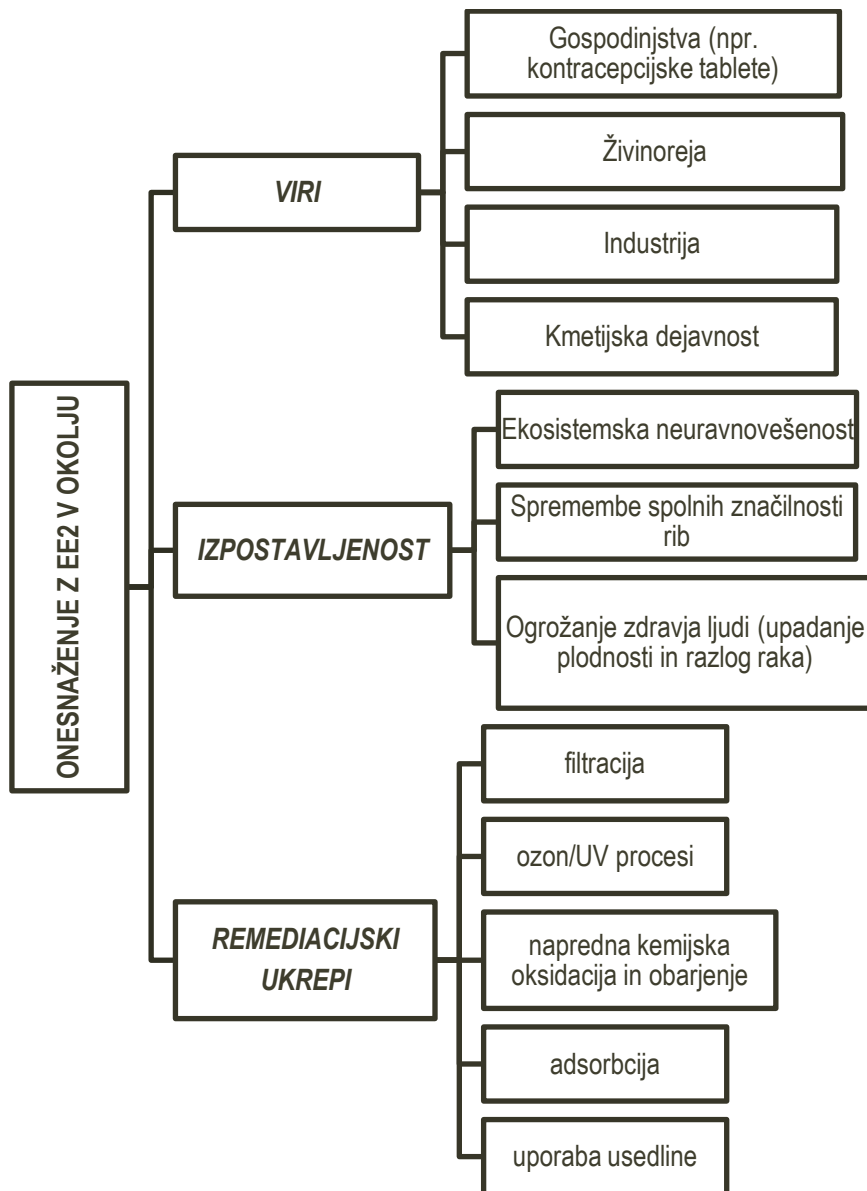 ONESNAŽENJE Z EE2 V OKOLJU
VIRI
Gospodinjstva (npr.
kontracepcijske tablete)
Živinoreja
Industrija
Kmetijska dejavnost
IZPOSTAVLJENOST
Ekosistemska neuravnovešenost
Spremembe spolnih značilnosti
rib
Ogrožanje zdravja ljudi (upadanje
plodnosti in razlog raka)
REMEDIACIJSKI
UKREPI
filtracija
ozon/UV procesi
napredna kemijska
oksidacija in obarjenje
adsorbcija
uporaba usedline